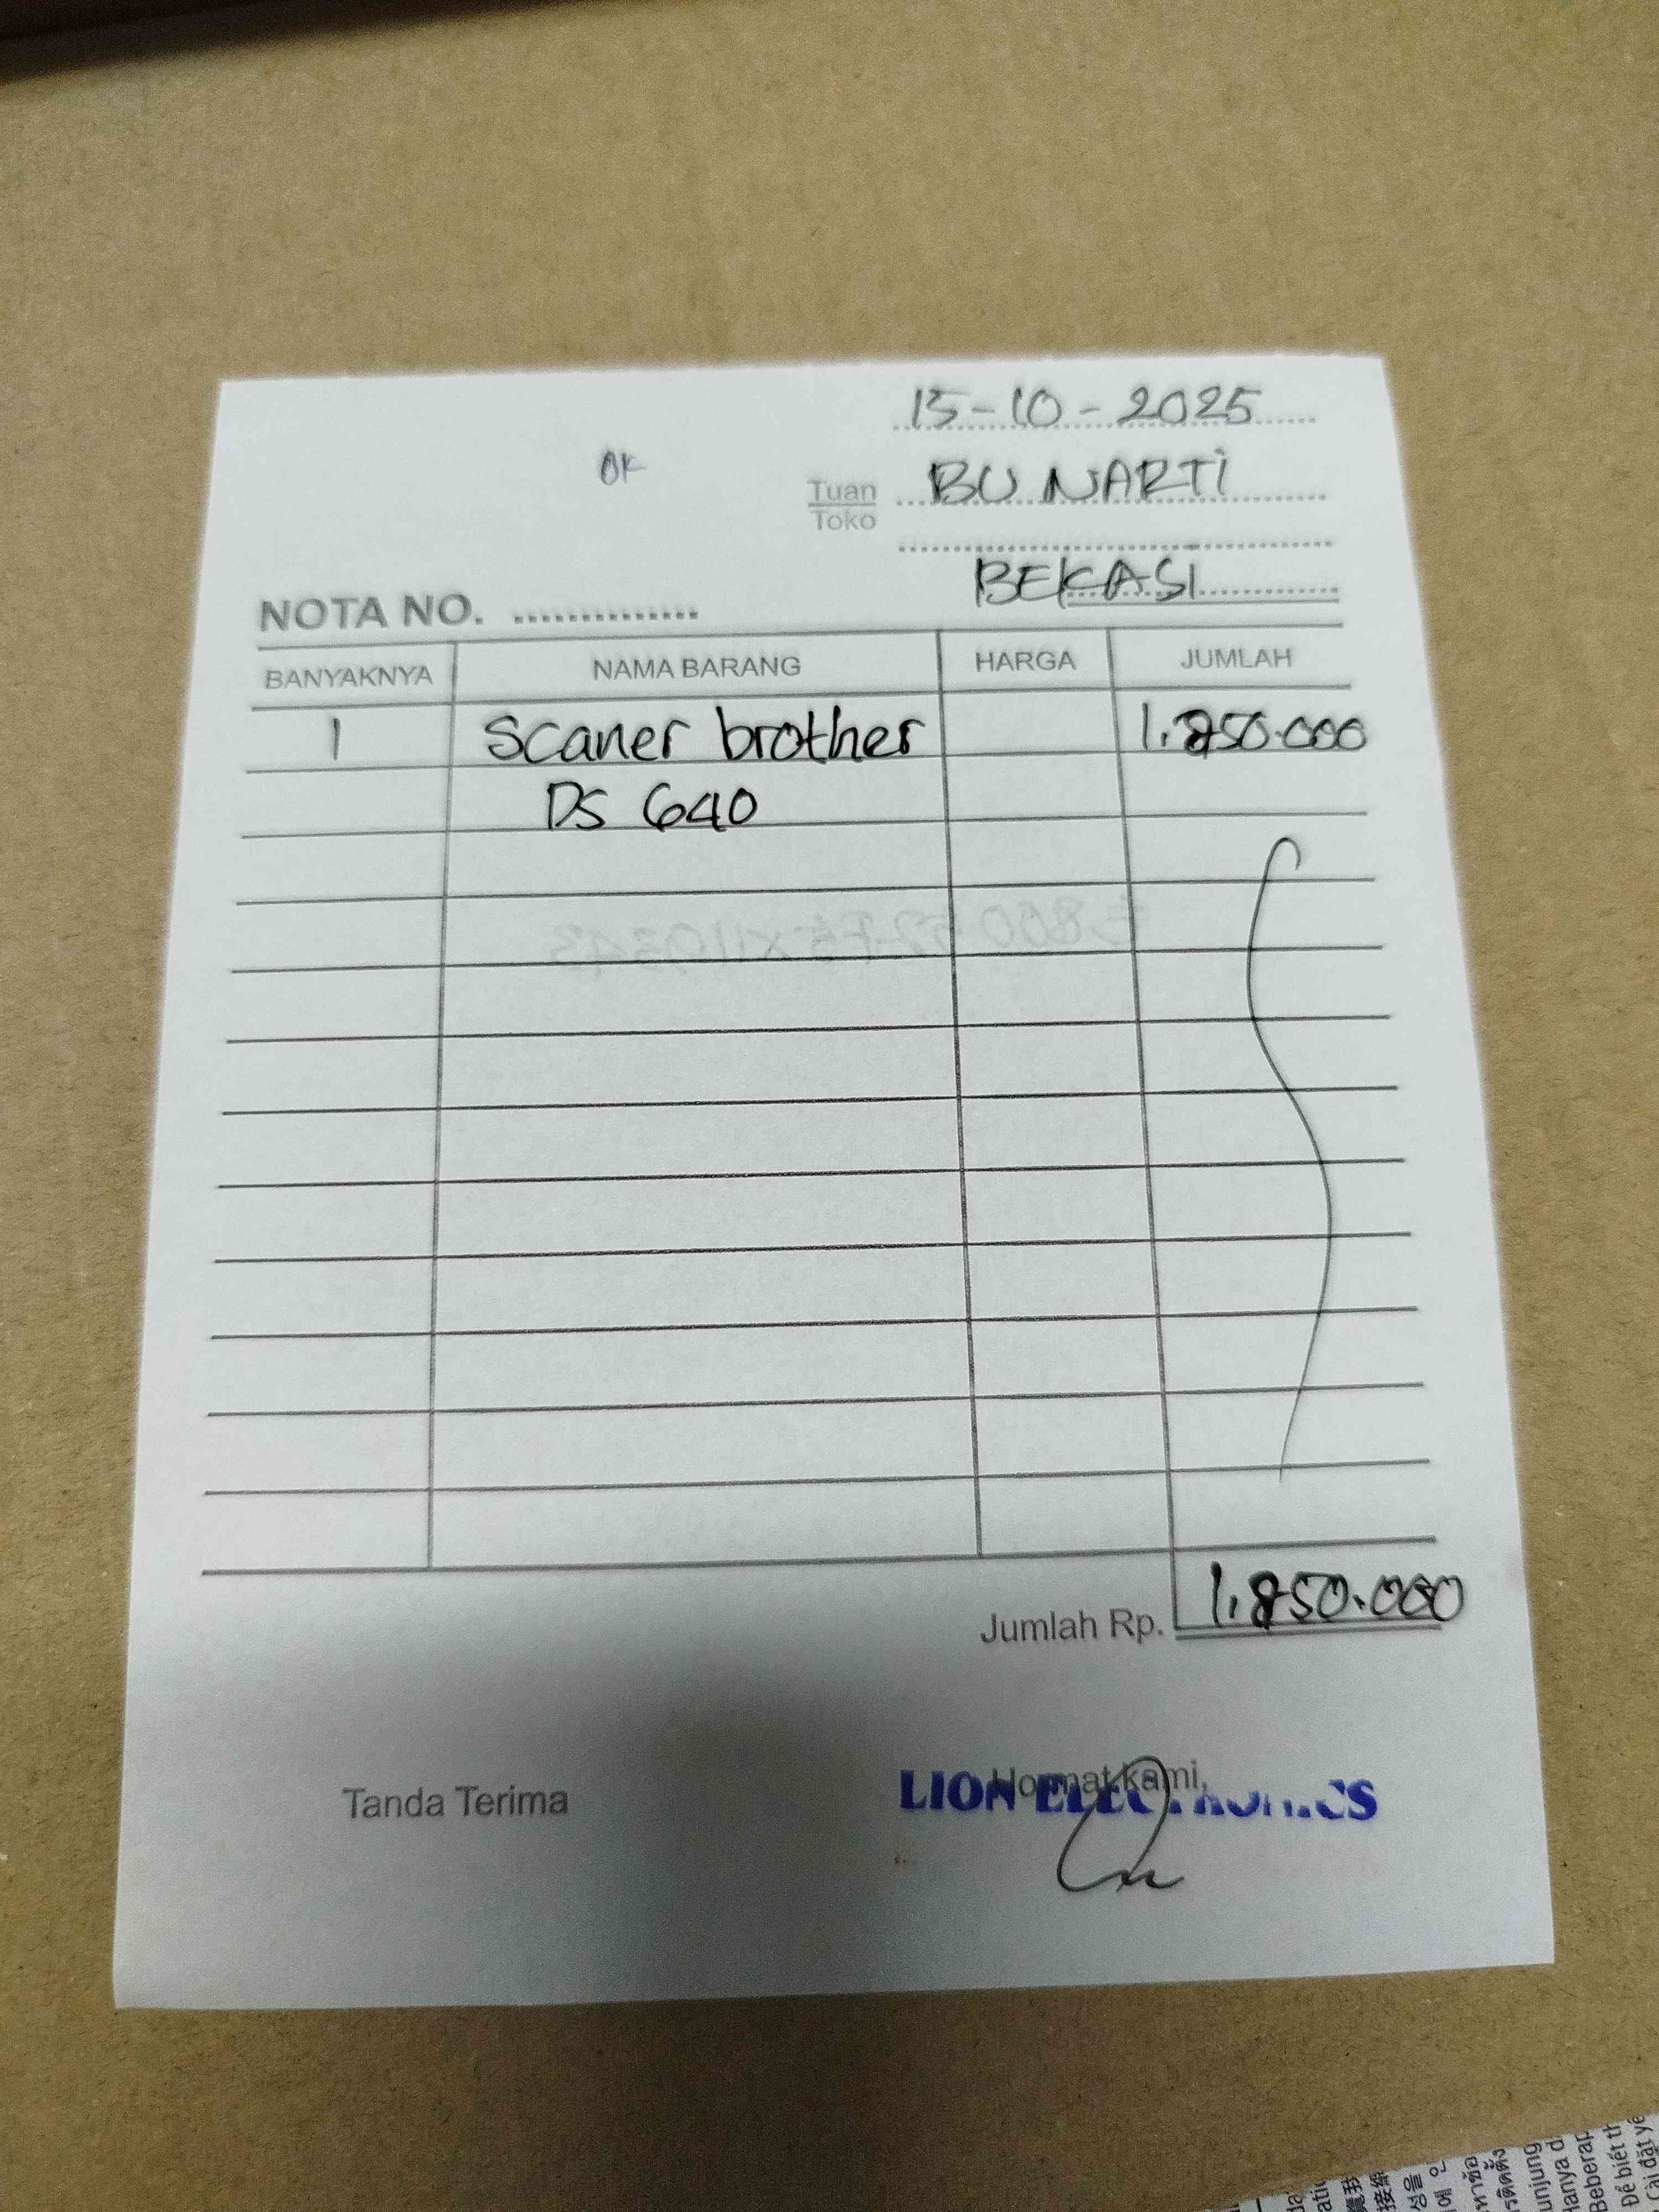 15-10-2025
OK
Tuan BU NARTI
Toko
BEKASI
NOTA NO. ..............
BANYAKNYA NAMA BARANG HARGA JUMLAH
1 Scaner brother 1.850.000
DS 640
Jumlah Rp. 1.850.000
Tanda Terima Hormat kami,
LION ELECTRONICS